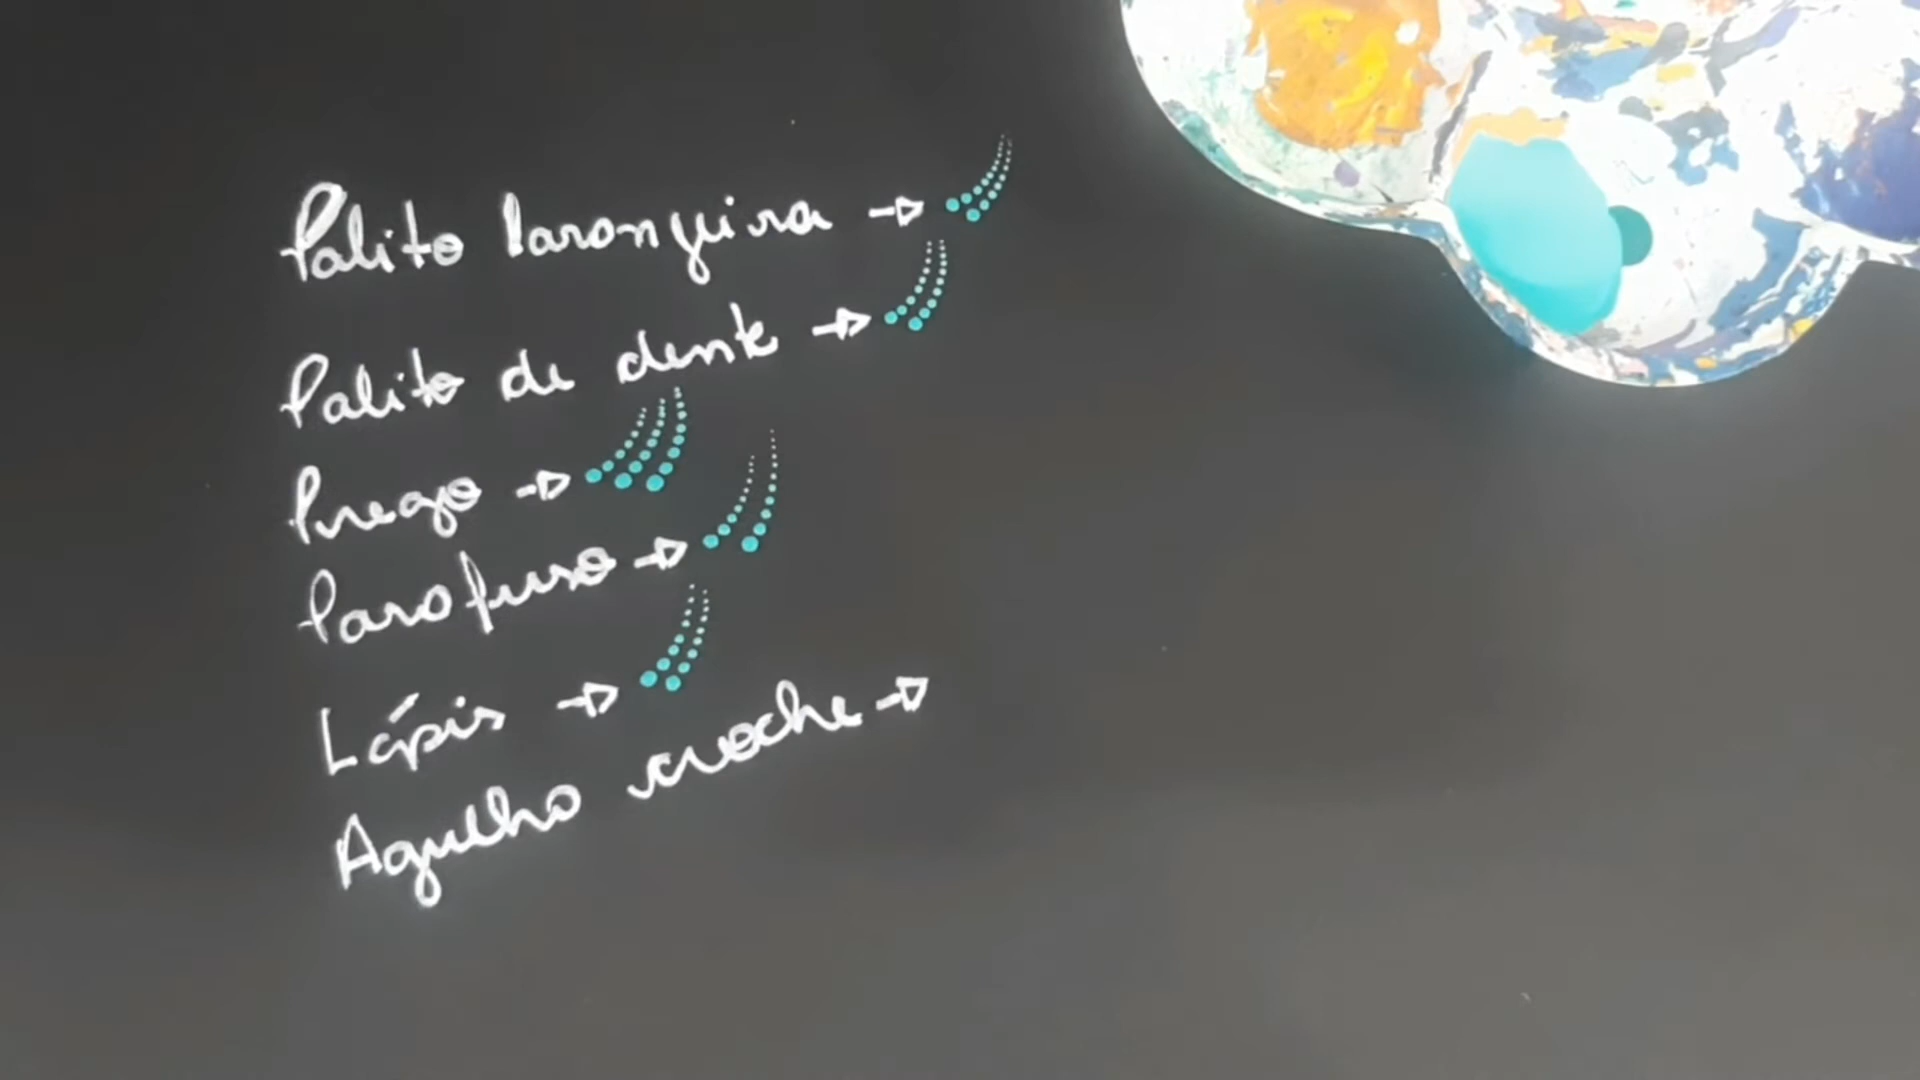 Palito laranjeira →
Palito de dente →
Prego →
Parafuso →
Lápis →
Agulha croche →